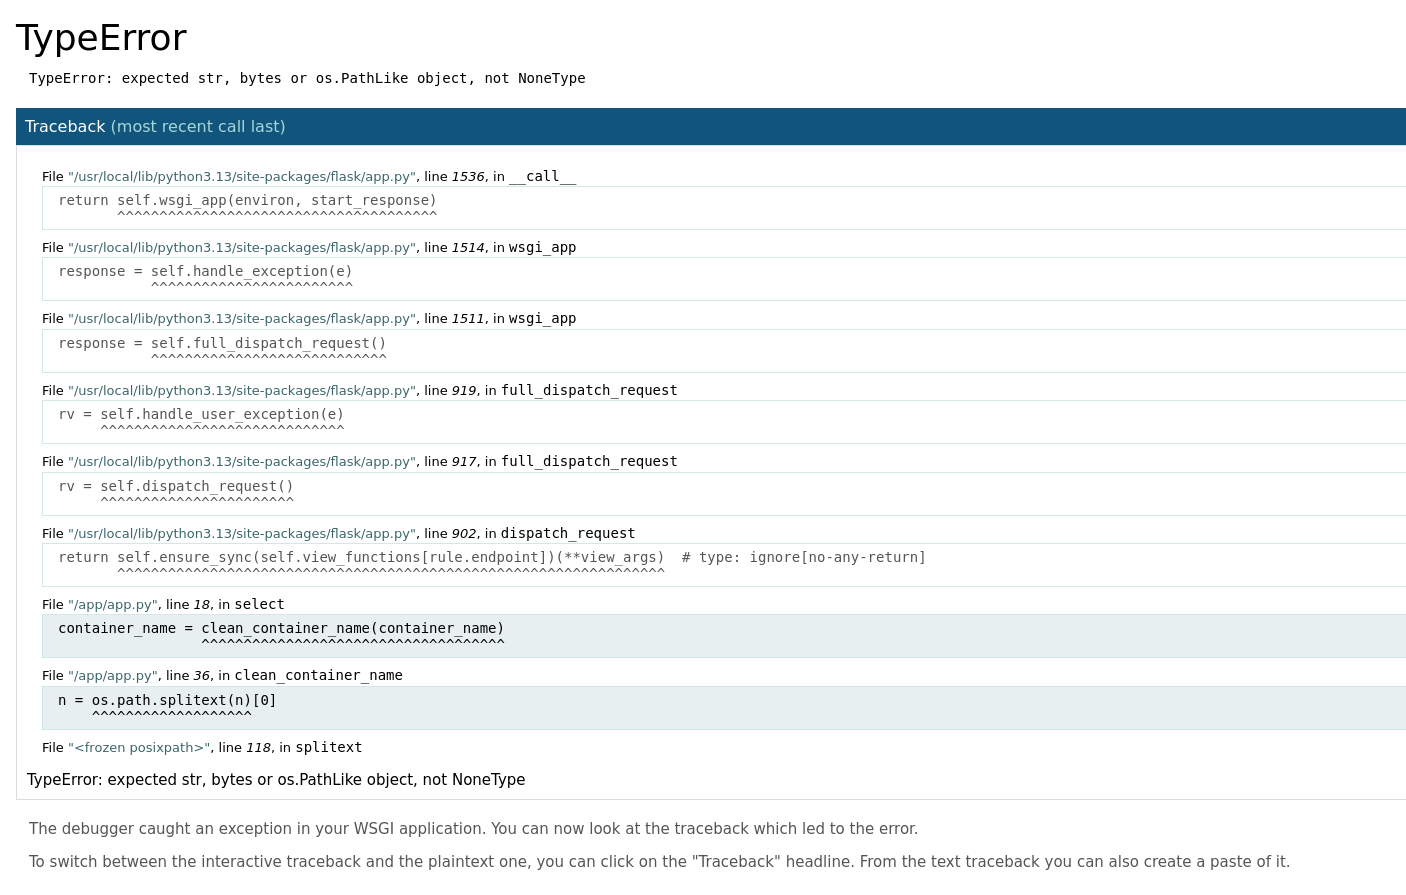 TypeError
TypeError: expected str, bytes or os.PathLike object, not NoneType
Traceback (most recent call last)
File "/usr/local/lib/python3.13/site-packages/flask/app.py", line 1536, in __call__
return self.wsgi_app(environ, start_response)
^^^^^^^^^^^^^^^^^^^^^^^^^^^^^^^^^^^^^^
File "/usr/local/lib/python3.13/site-packages/flask/app.py", line 1514, in wsgi_app
response = self.handle_exception(e)
^^^^^^^^^^^^^^^^^^^^^^^^
File "/usr/local/lib/python3.13/site-packages/flask/app.py", line 1511, in wsgi_app
response = self.full_dispatch_request()
^^^^^^^^^^^^^^^^^^^^^^^^^^^^
File "/usr/local/lib/python3.13/site-packages/flask/app.py", line 919, in full_dispatch_request
rv = self.handle_user_exception(e)
^^^^^^^^^^^^^^^^^^^^^^^^^^^^^
File "/usr/local/lib/python3.13/site-packages/flask/app.py", line 917, in full_dispatch_request
rv = self.dispatch_request()
^^^^^^^^^^^^^^^^^^^^^^^
File "/usr/local/lib/python3.13/site-packages/flask/app.py", line 902, in dispatch_request
return self.ensure_sync(self.view_functions[rule.endpoint])(**view_args)  # type: ignore[no-any-return]
^^^^^^^^^^^^^^^^^^^^^^^^^^^^^^^^^^^^^^^^^^^^^^^^^^^^^^^^^^^^^^^^^
File "/app/app.py", line 18, in select
container_name = clean_container_name(container_name)
^^^^^^^^^^^^^^^^^^^^^^^^^^^^^^^^^^^^
File "/app/app.py", line 36, in clean_container_name
n = os.path.splitext(n)[0]
^^^^^^^^^^^^^^^^^^^
File "<frozen posixpath>", line 118, in splitext
TypeError: expected str, bytes or os.PathLike object, not NoneType
The debugger caught an exception in your WSGI application. You can now look at the traceback which led to the error.
To switch between the interactive traceback and the plaintext one, you can click on the "Traceback" headline. From the text traceback you can also create a paste of it.